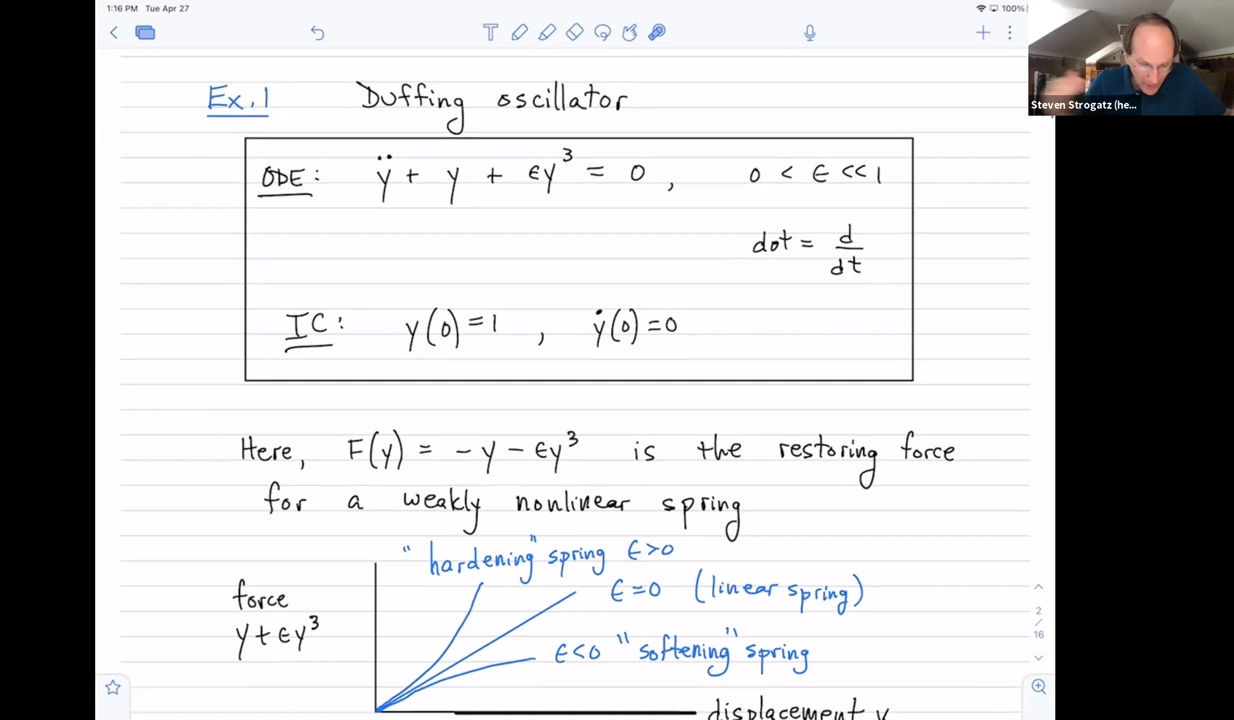 1:16 PM Tue Apr 27
100%
Steven Strogatz (he...
Ex. 1 Duffing oscillator
ODE: ÿ + y + εy³ = 0, 0 < ε << 1
dot = d/dt
IC: y(0) = 1, ẏ(0) = 0
Here, F(y) = -y - εy³ is the restoring force
for a weakly nonlinear spring
"hardening" spring ε>0
ε=0 (linear spring)
force
y + εy³
ε<0 "softening" spring
displacement y
2
/
16